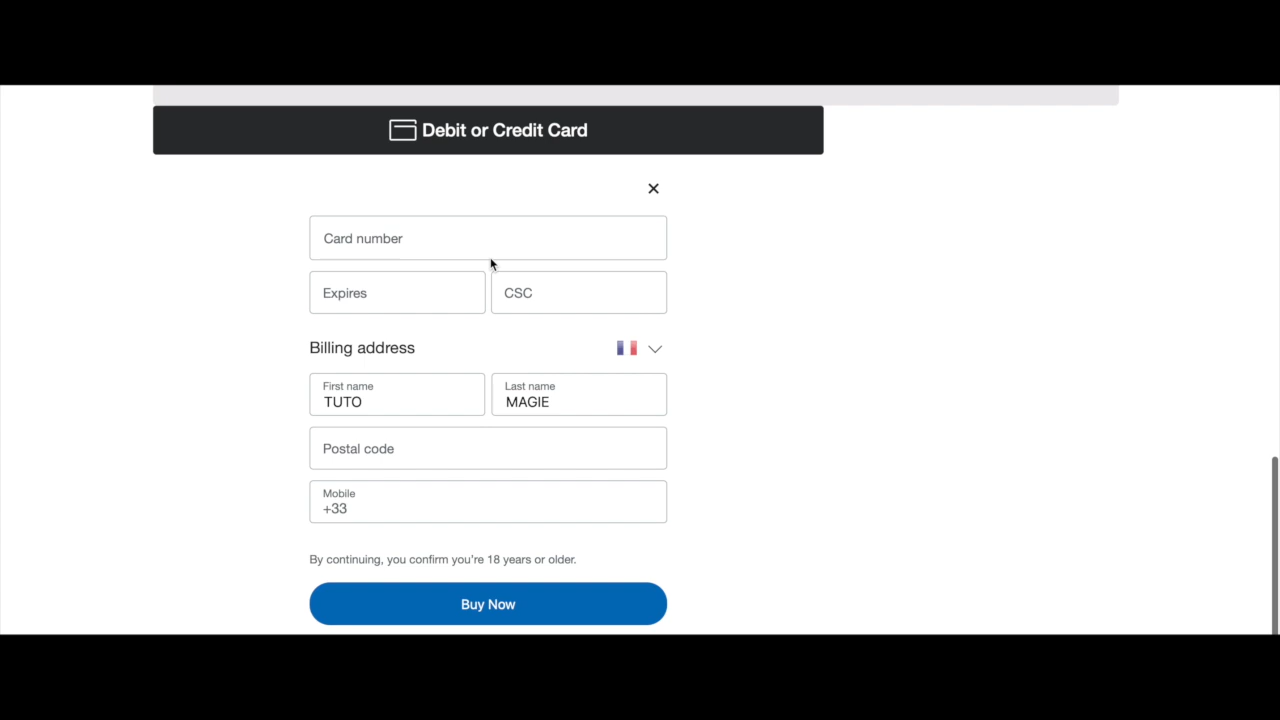 Debit or Credit Card
Card number
Expires
CSC
Billing address
First name
TUTO
Last name
MAGIE
Postal code
Mobile
+33
By continuing, you confirm you're 18 years or older.
Buy Now